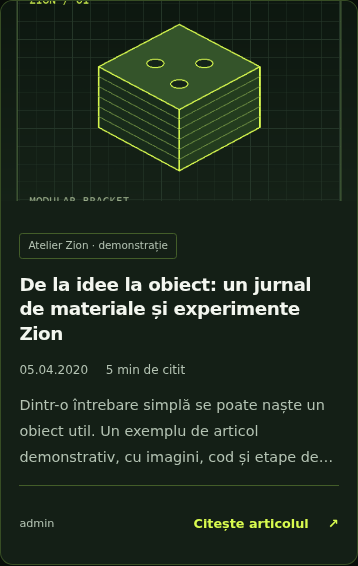 ZION / 01
MODULAR BRACKET
Atelier Zion · demonstrație
De la idee la obiect: un jurnal
de materiale și experimente
Zion
05.04.2020 5 min de citit
Dintr-o întrebare simplă se poate naște un
obiect util. Un exemplu de articol
demonstrativ, cu imagini, cod și etape de…
admin Citește articolul ↗